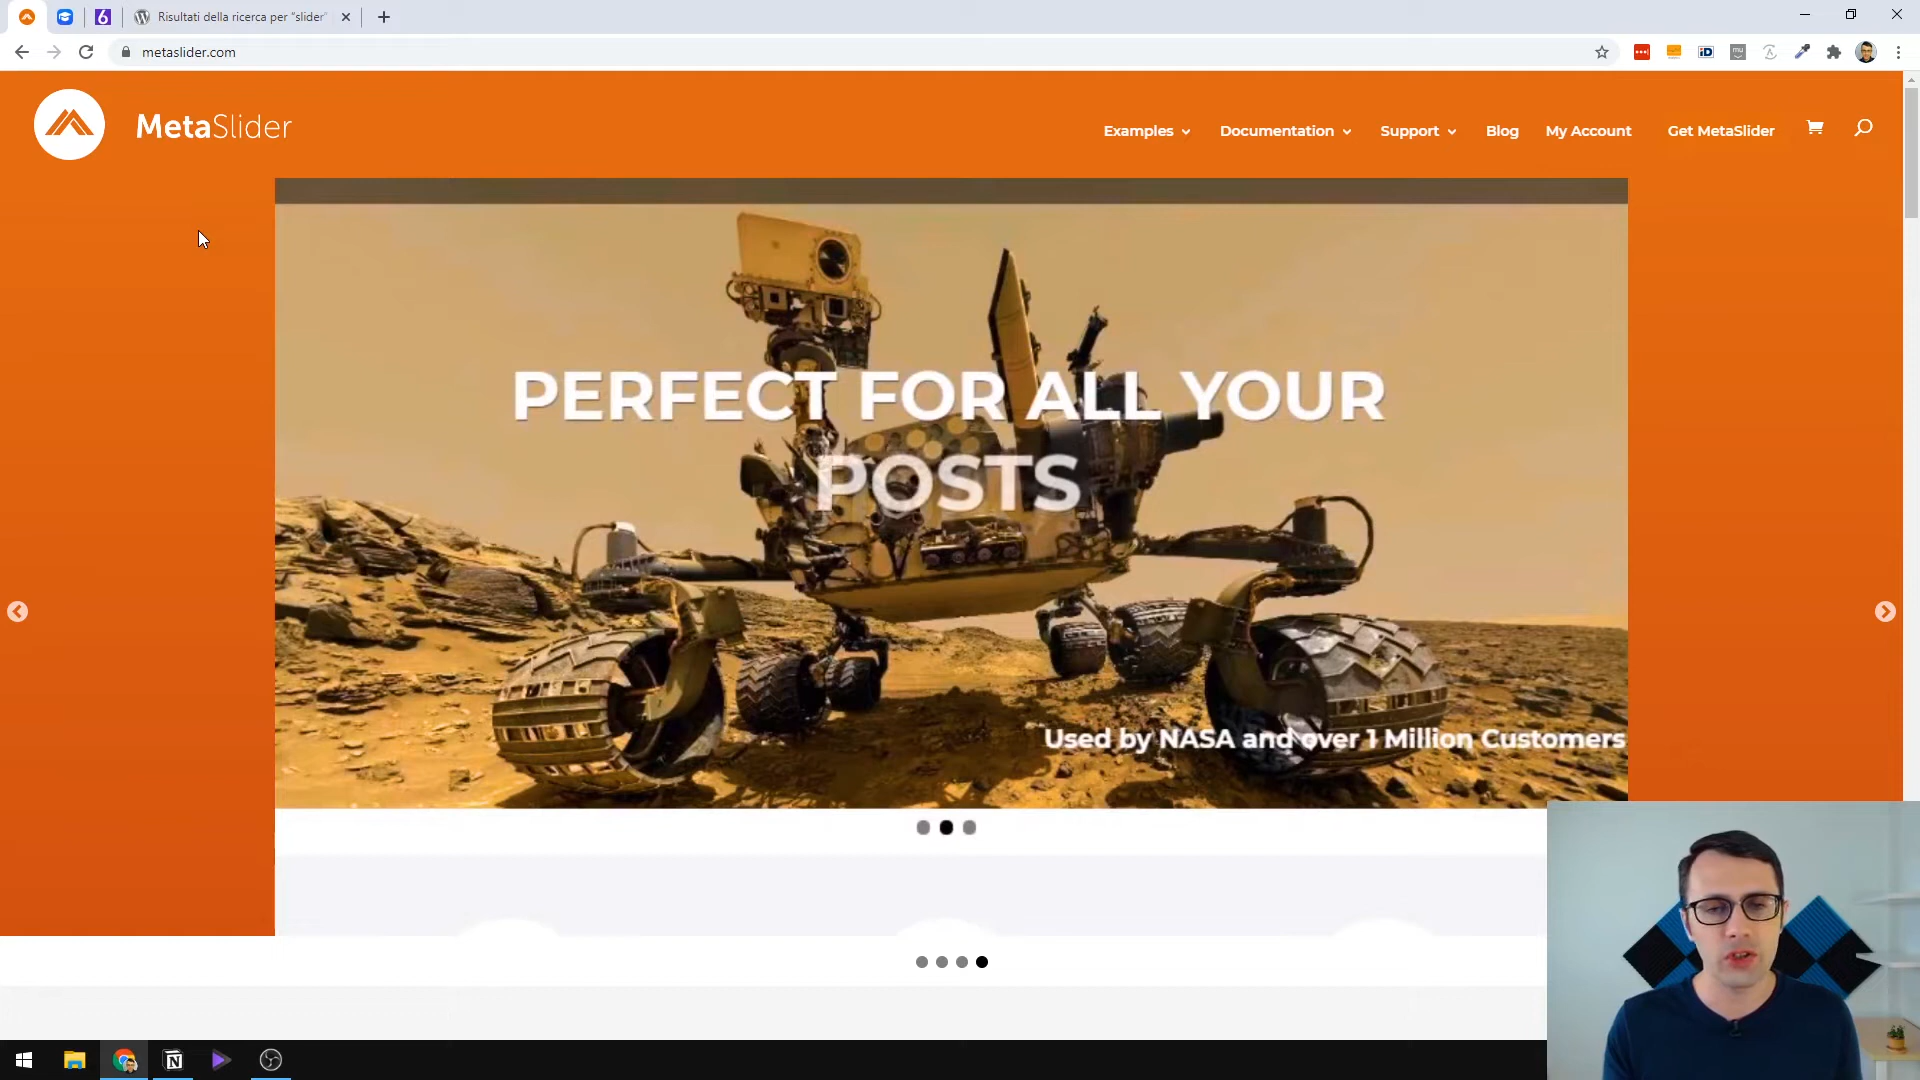 Risultati della ricerca per "slider"
metaslider.com
MetaSlider
Examples
Documentation
Support
Blog
My Account
Get MetaSlider
PERFECT FOR ALL YOUR
POSTS
Used by NASA and over 1 Million Customers